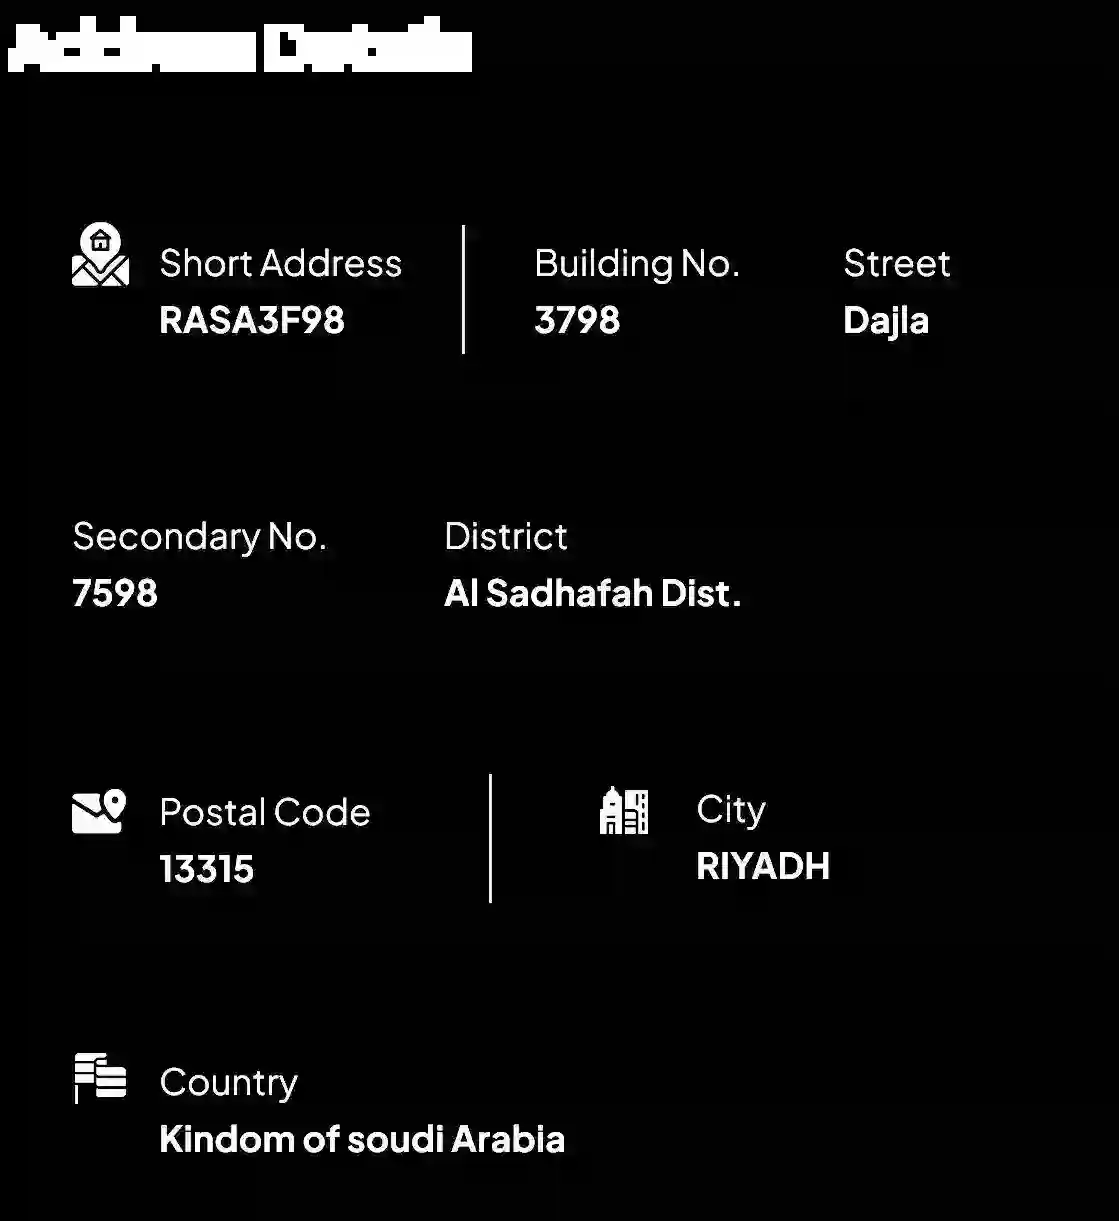 Address Details
Short Address
RASA3F98
Building No.
3798
Street
Dajla
Secondary No.
7598
District
Al Sadhafah Dist.
Postal Code
13315
City
RIYADH
Country
Kindom of soudi Arabia